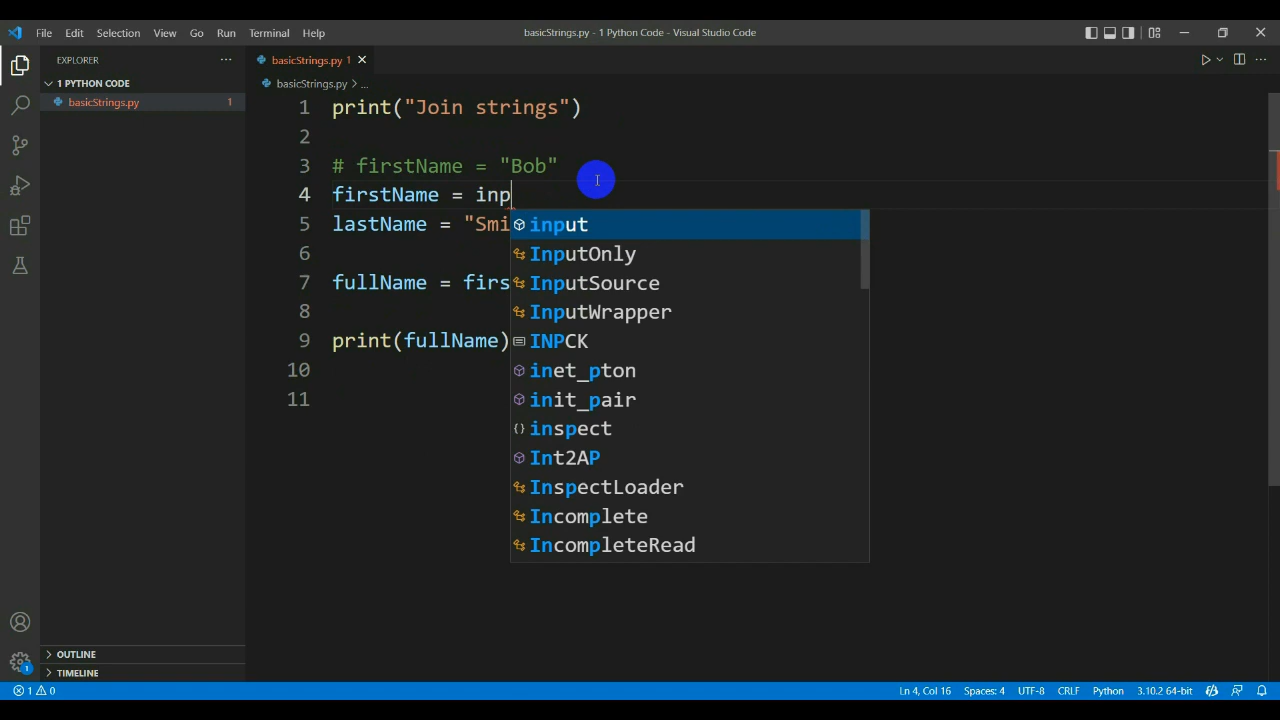 File Edit Selection View Go Run Terminal Help
basicStrings.py - 1 Python Code - Visual Studio Code
EXPLORER
1 PYTHON CODE
basicStrings.py 1
OUTLINE
TIMELINE
basicStrings.py 1
basicStrings.py > ...
1 print("Join strings")
2
3 # firstName = "Bob"
4 firstName = inp
5 lastName = "Smi
6
7 fullName = firs
8
9 print(fullName)
10
11
input
InputOnly
InputSource
InputWrapper
INPCK
inet_pton
init_pair
inspect
Int2AP
InspectLoader
Incomplete
IncompleteRead
1
1 0
Ln 4, Col 16 Spaces: 4 UTF-8 CRLF Python 3.10.2 64-bit